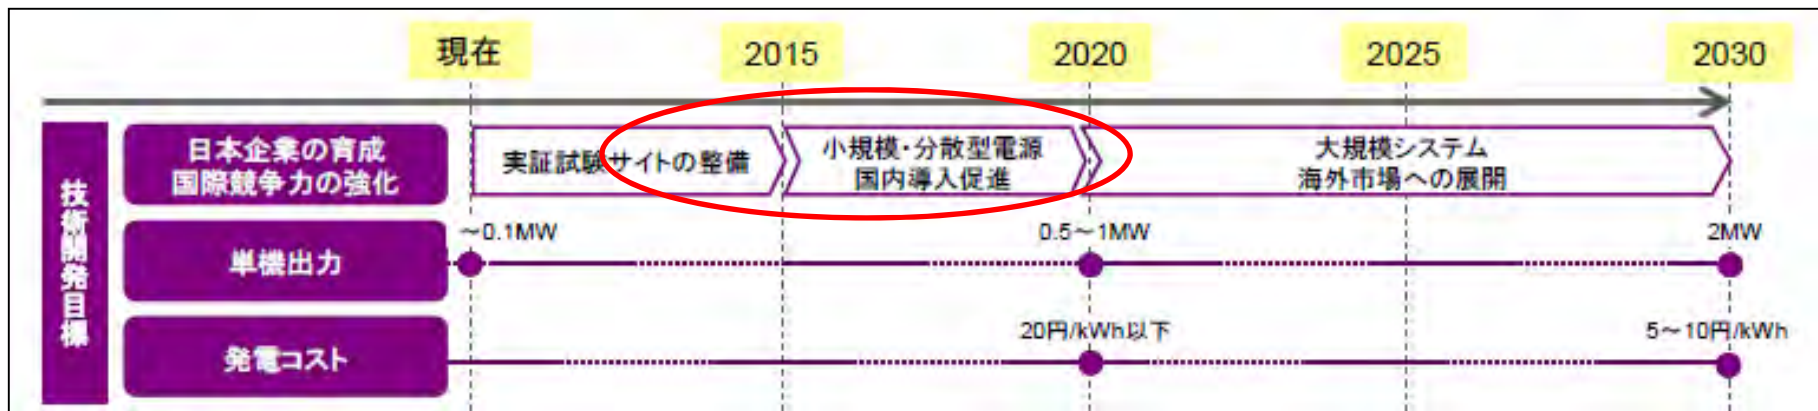 現在
2015
2020
2025
2030
技術開発目標
日本企業の育成
国際競争力の強化
実証試験サイトの整備
小規模・分散型電源
国内導入促進
大規模システム
海外市場への展開
単機出力
～0.1MW
0.5～1MW
2MW
発電コスト
20円/kWh以下
5～10円/kWh